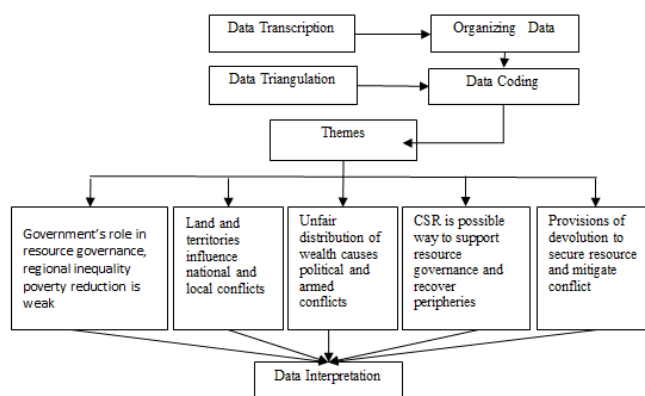 Data Transcription
Organizing Data
Data Triangulation
Data Coding
Themes
Government's role in
resource governance,
regional inequality
poverty reduction is
weak
Land and
territories
influence
national and
local conflicts
Unfair
distribution of
wealth causes
political and
armed
conflicts
CSR is possible
way to support
resource
governance and
recover
peripheries
Provisions of
devolution to
secure resource
and mitigate
conflict
Data Interpretation